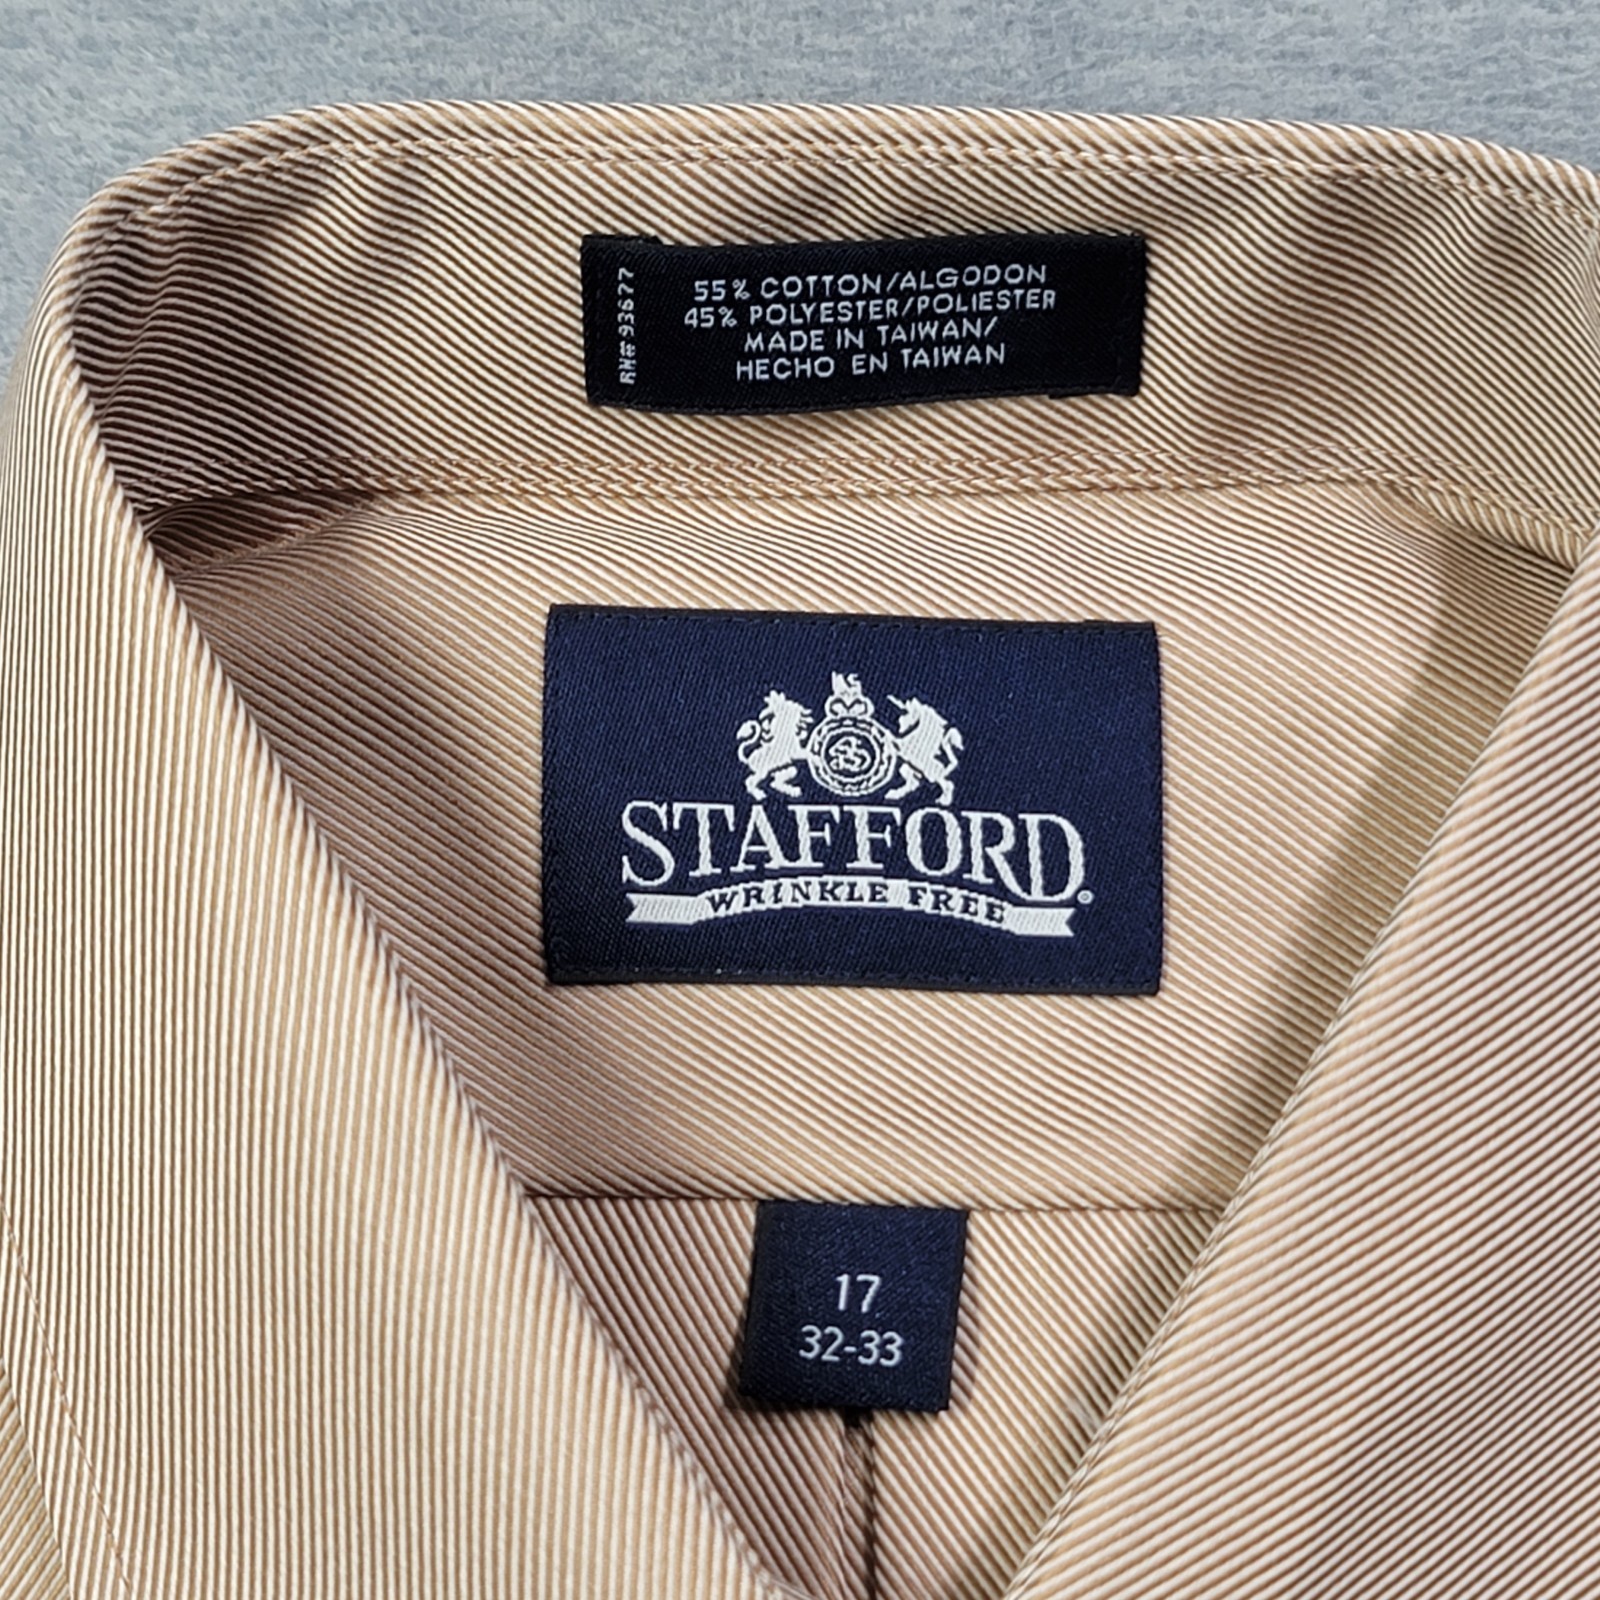 RN# 93677
55% COTTON/ALGODON
45% POLYESTER/POLIESTER
MADE IN TAIWAN/
HECHO EN TAIWAN
S
STAFFORD®
WRINKLE FREE
17
32-33